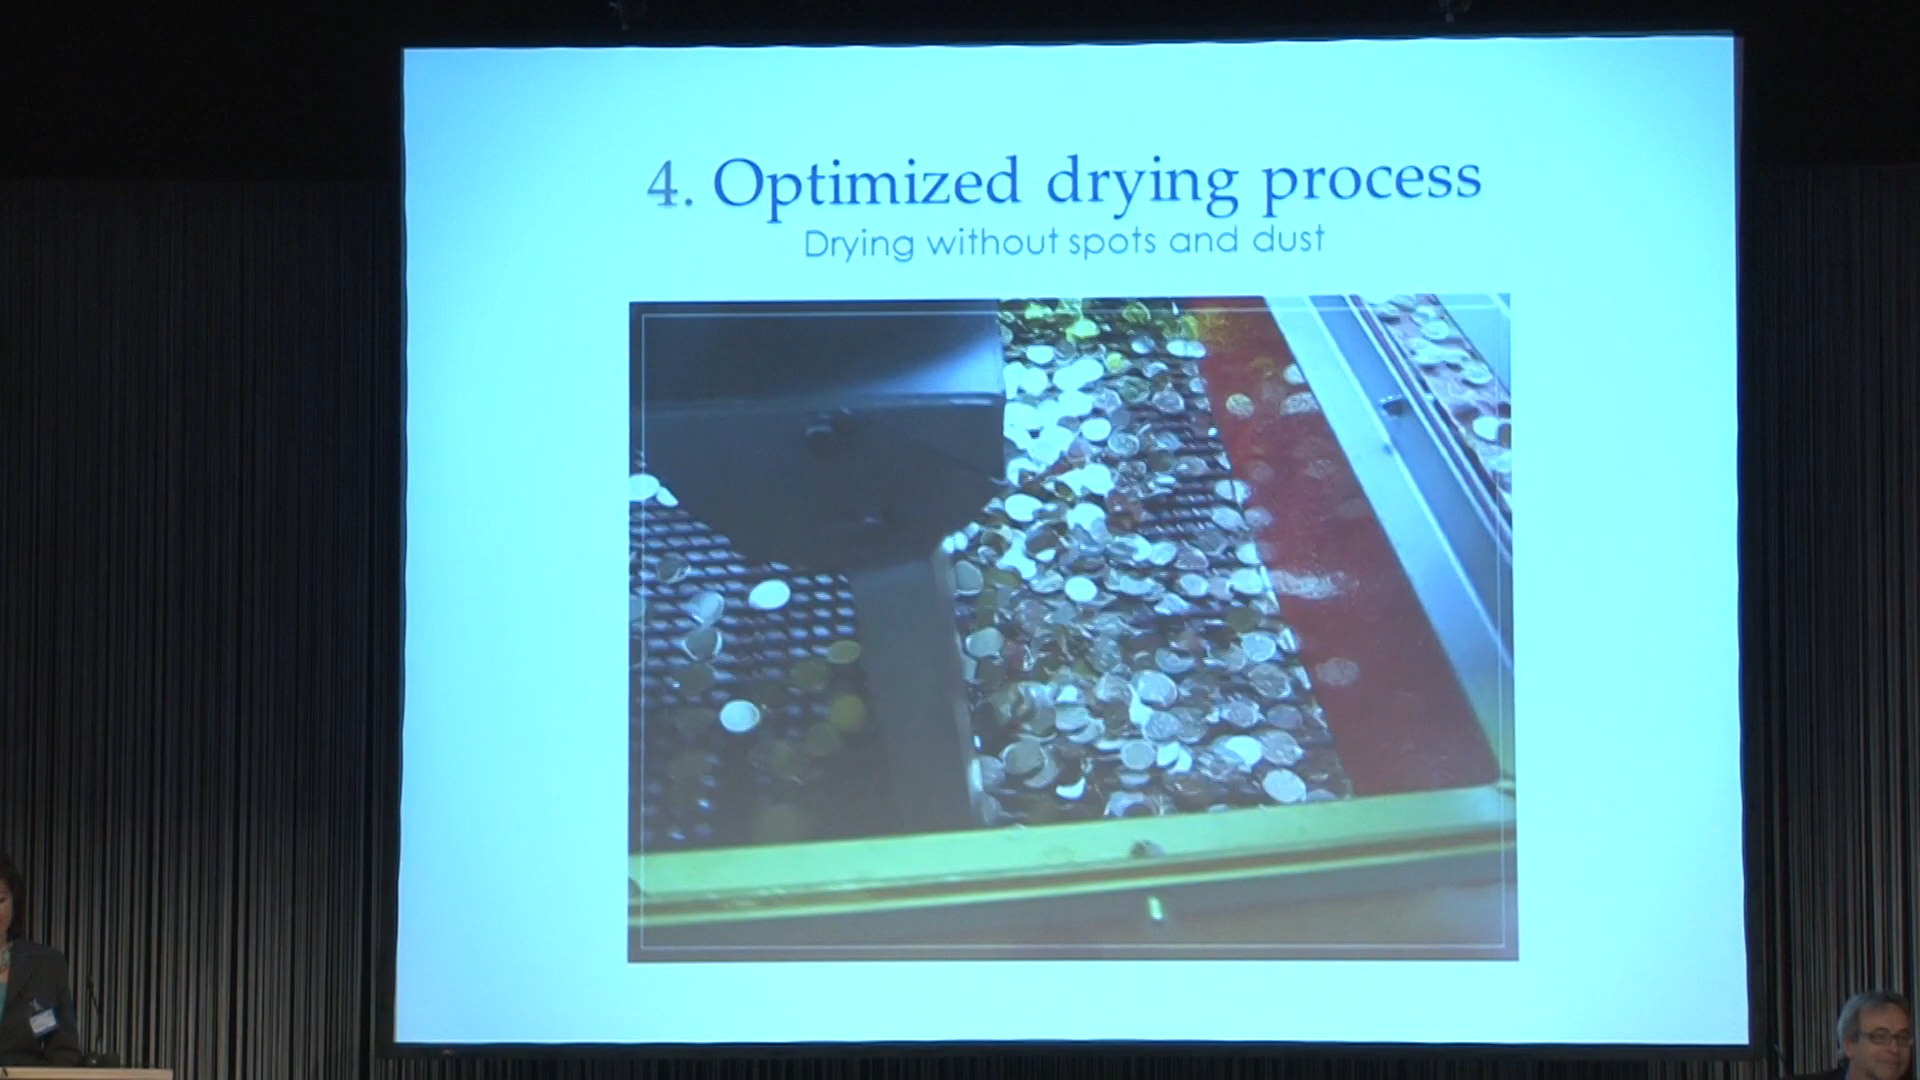 4. Optimized drying process
Drying without spots and dust